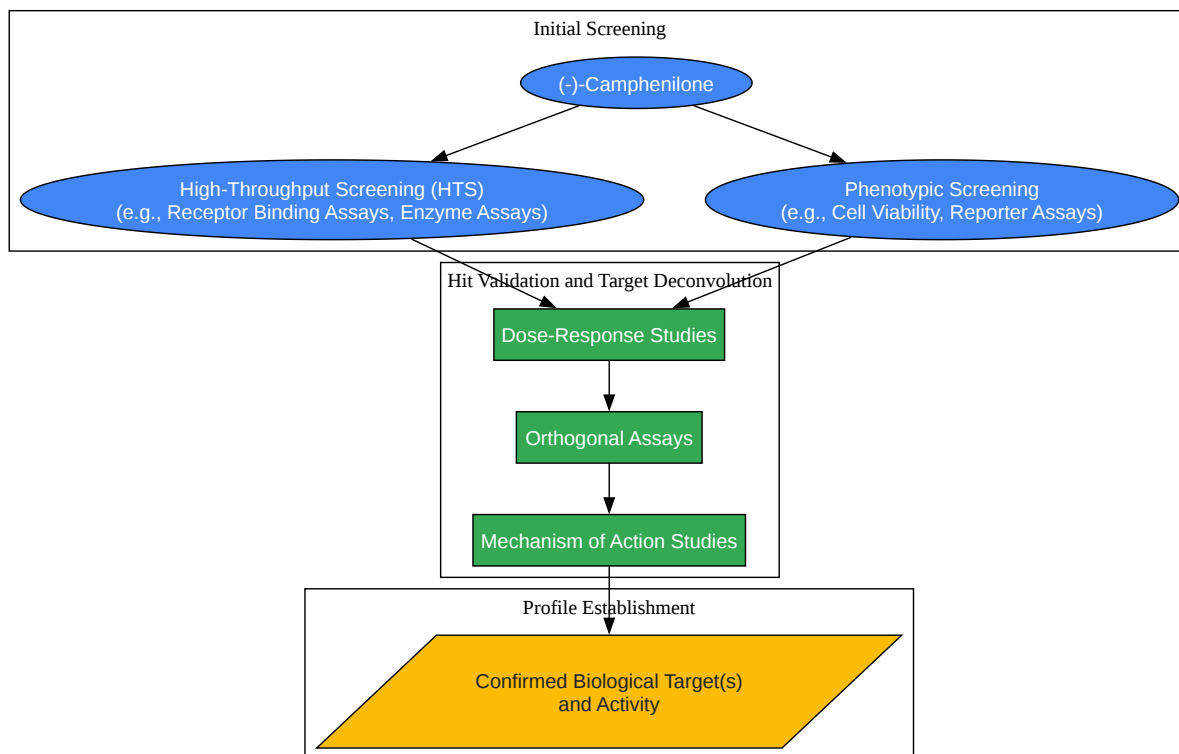 Initial Screening
(-)-Camphenilone
High-Throughput Screening (HTS)
(e.g., Receptor Binding Assays, Enzyme Assays)
Phenotypic Screening
(e.g., Cell Viability, Reporter Assays)
Hit Validation and Target Deconvolution
Dose-Response Studies
Orthogonal Assays
Mechanism of Action Studies
Profile Establishment
Confirmed Biological Target(s)
and Activity